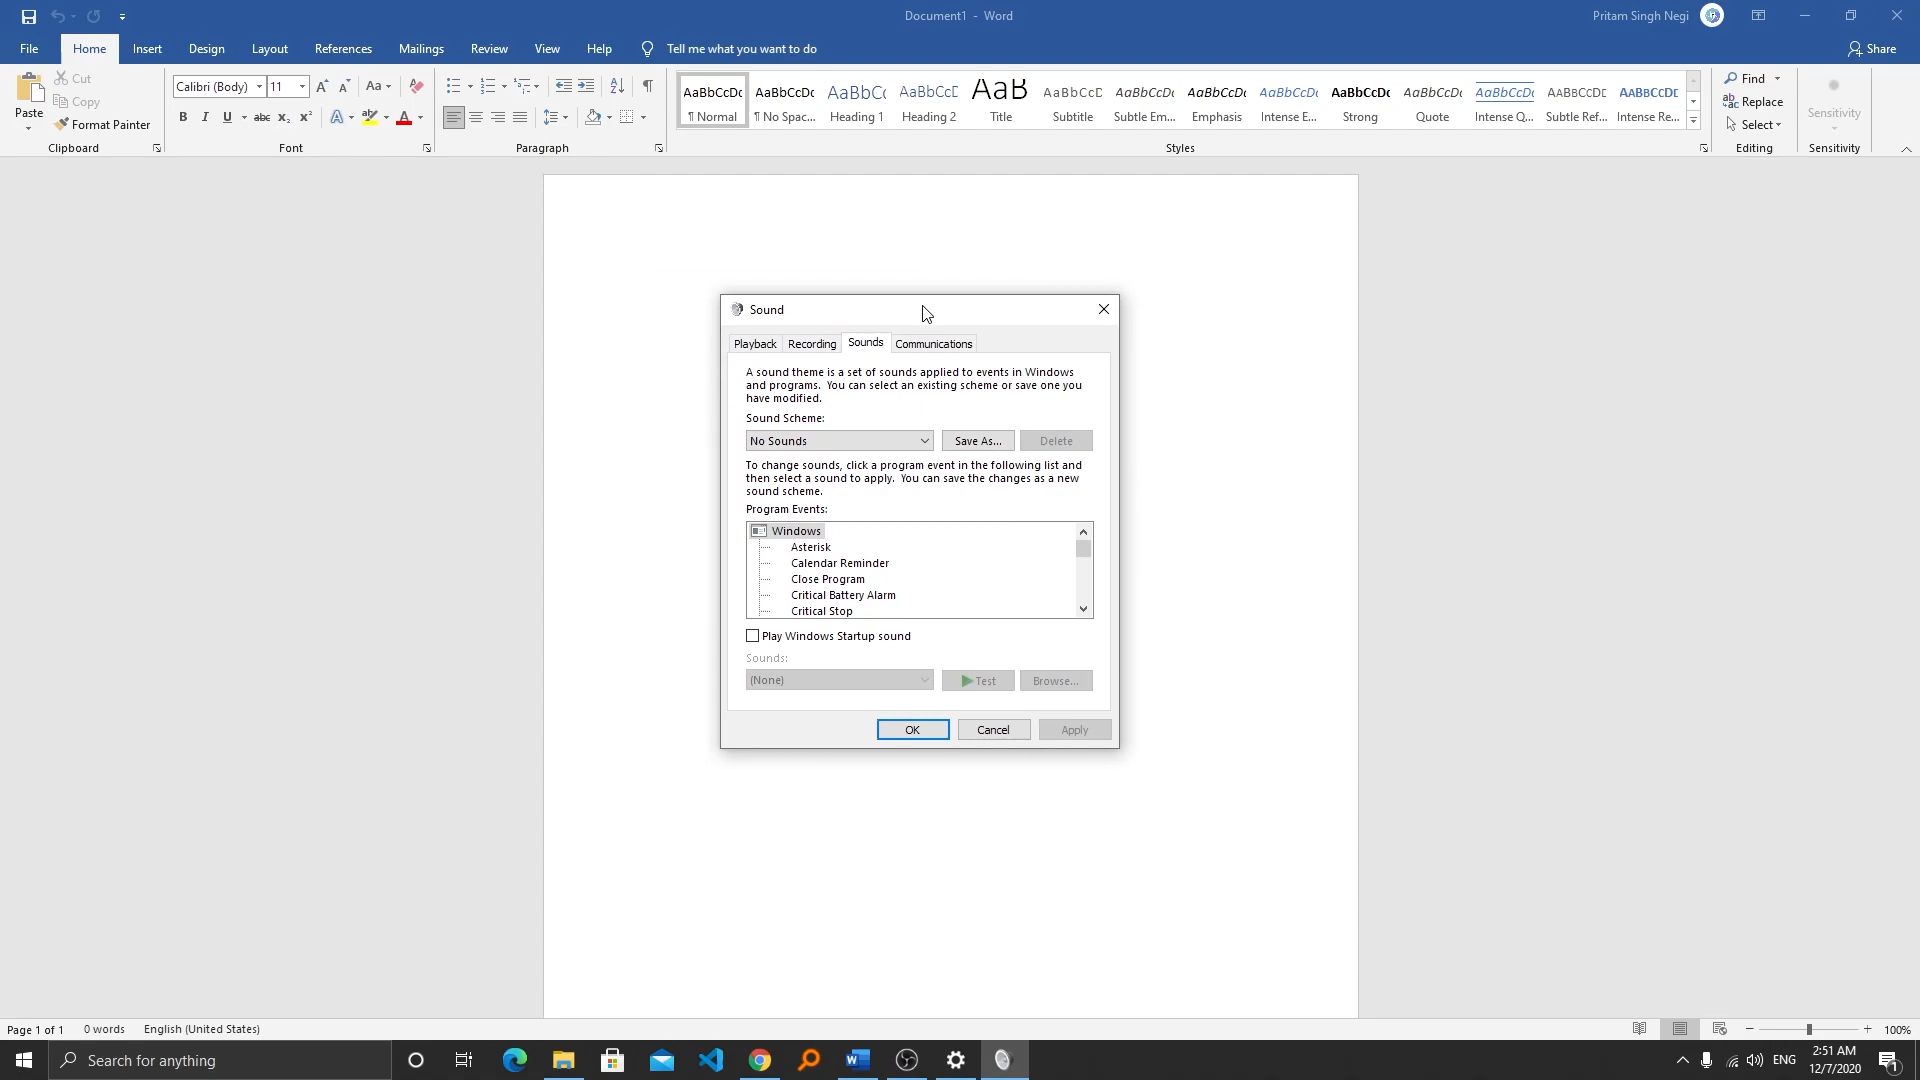 Document1 - Word
Pritam Singh Negi
File Home Insert Design Layout References Mailings Review View Help Tell me what you want to do Share
Paste
Cut
Copy
Format Painter
Clipboard
Calibri (Body) 11
Aa
B I U abc x₂ x² A A
Font
Paragraph
AaBbCcDc AaBbCcDc AaBbCc AaBbCcD AaB AaBbCcD AaBbCcDc AaBbCcDc AaBbCcDc AaBbCcDc AaBbCcDc AaBbCcDc AABBCCDD AABBCCDD
¶ Normal ¶ No Spac... Heading 1 Heading 2 Title Subtitle Subtle Em... Emphasis Intense E... Strong Quote Intense Q... Subtle Ref... Intense Re...
Styles
Find
Replace
Select
Editing
Sensitivity
Sensitivity
Sound
Playback Recording Sounds Communications
A sound theme is a set of sounds applied to events in Windows
and programs. You can select an existing scheme or save one you
have modified.
Sound Scheme:
No Sounds Save As... Delete
To change sounds, click a program event in the following list and
then select a sound to apply. You can save the changes as a new
sound scheme.
Program Events:
Windows
Asterisk
Calendar Reminder
Close Program
Critical Battery Alarm
Critical Stop
Play Windows Startup sound
Sounds:
(None) Test Browse...
OK Cancel Apply
Page 1 of 1 0 words English (United States) 100%
Search for anything
ENG
2:51 AM
12/7/2020
1